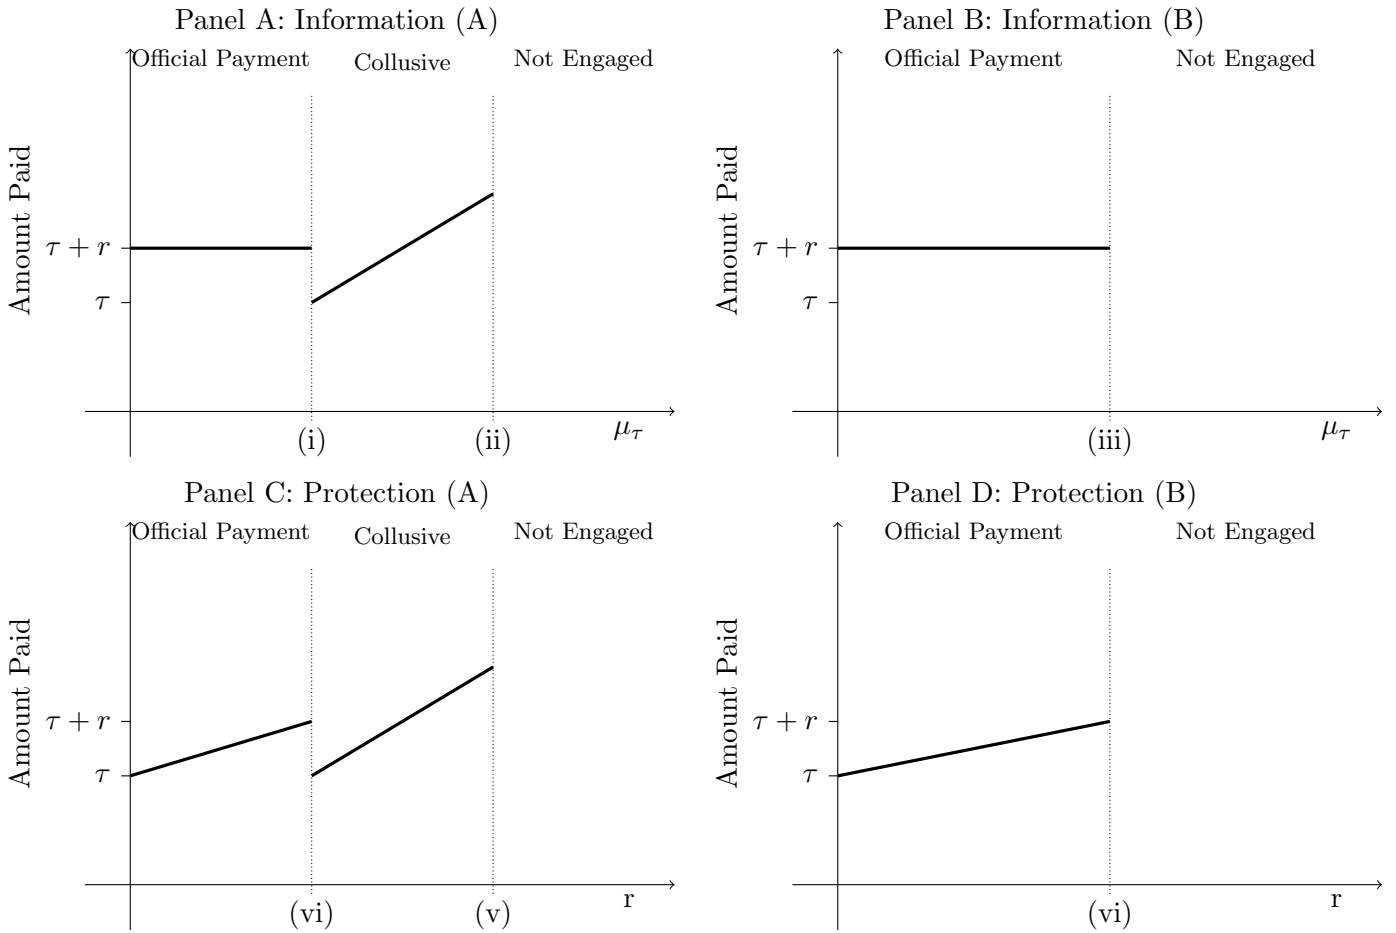 Panel A: Information (A)
Official Payment
Collusive
Not Engaged
Amount Paid
τ + r
τ
(i)
(ii)
μτ
Panel B: Information (B)
Official Payment
Not Engaged
Amount Paid
τ + r
τ
(iii)
μτ
Panel C: Protection (A)
Official Payment
Collusive
Not Engaged
Amount Paid
τ + r
τ
(vi)
(v)
r
Panel D: Protection (B)
Official Payment
Not Engaged
Amount Paid
τ + r
τ
(vi)
r